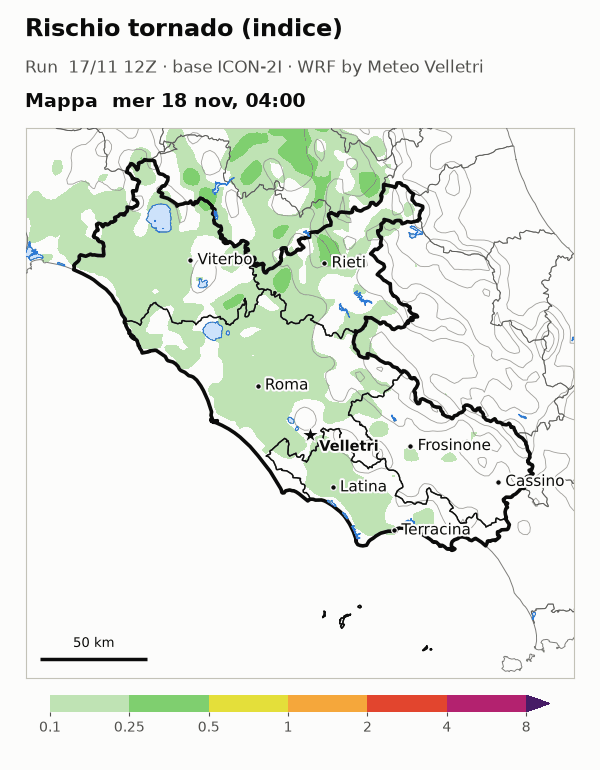 Rischio tornado (indice)
Run  17/11 12Z · base ICON-2I · WRF by Meteo Velletri
Mappa  mer 18 nov, 04:00
Viterbo
Rieti
Roma
Velletri
Frosinone
Latina
Cassino
Terracina
50 km
0.1 0.25 0.5 1 2 4 8